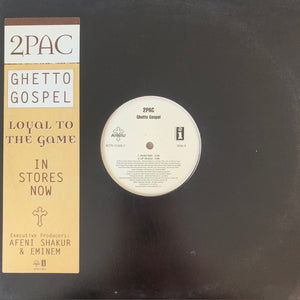 2PAC
GHETTO
GOSPEL
LOYAL TO
THE GAME
IN
STORES
NOW
Executive Producers:
AFENI SHAKUR
& EMINEM
2PAC
Ghetto Gospel